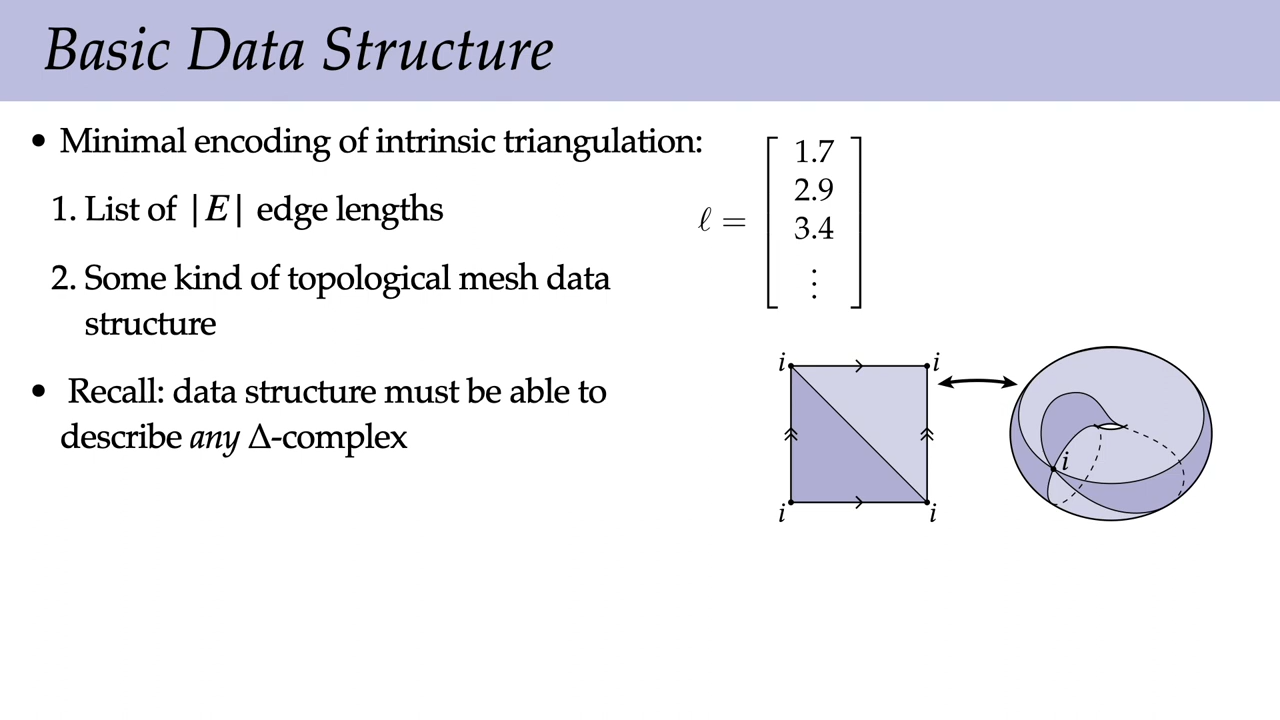 Basic Data Structure
• Minimal encoding of intrinsic triangulation:
1. List of |E| edge lengths
2. Some kind of topological mesh data
structure
• Recall: data structure must be able to
describe any Δ-complex
ℓ =
1.7
2.9
3.4
⋮
i
i
i
i
i